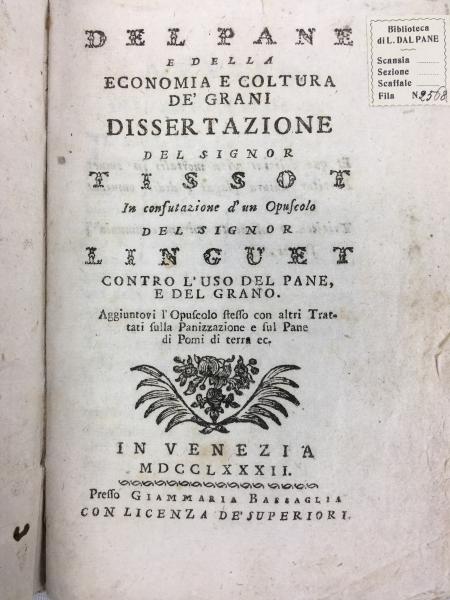 DEL PANE
E DELLA
ECONOMIA E COLTURA
DE' GRANI
DISSERTAZIONE
DEL SIGNOR
TISSOT
In confutazione d'un Opuſcolo
DEL SIGNOR
LINGUET
CONTRO L'USO DEL PANE,
E DEL GRANO.
Aggiuntovi l'Opuſcolo ſteſſo con altri Trat-
tati ſulla Panizzazione e ſul Pane
di Pomi di terra ec.
IN VENEZIA
MDCCLXXXII.
Preſſo GIAMMARIA BASSAGLIA
CON LICENZA DE' SUPERIORI.
Biblioteca
di L. DAL PANE
Scansia
Sezione
Scaffale
Fila N. 2568